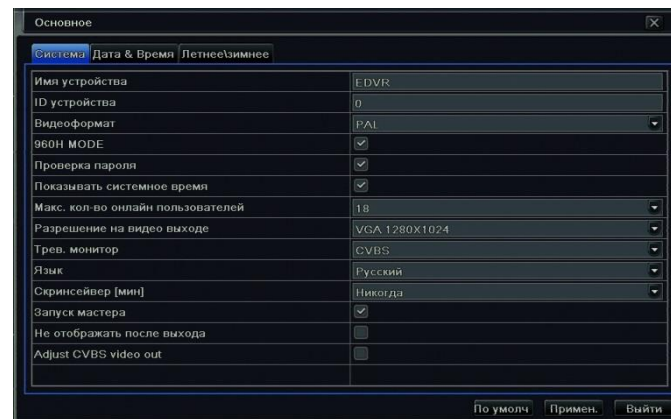 Основное
Система Дата & Время Летнее\зимнее
Имя устройства EDVR
ID устройства 0
Видеоформат PAL
960H MODE
Проверка пароля
Показывать системное время
Макс. кол-во онлайн пользователей 18
Разрешение на видео выходе VGA 1280X1024
Трев. монитор CVBS
Язык Русский
Скринсейвер [мин] Никогда
Запуск мастера
Не отображать после выхода
Adjust CVBS video out
По умолч Примен. Выйти